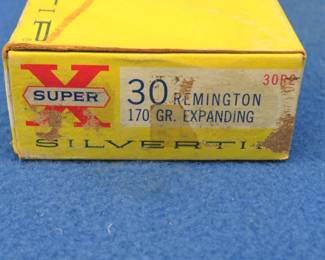 X
SUPER
30 REMINGTON
170 GR. EXPANDING
SILVERTI